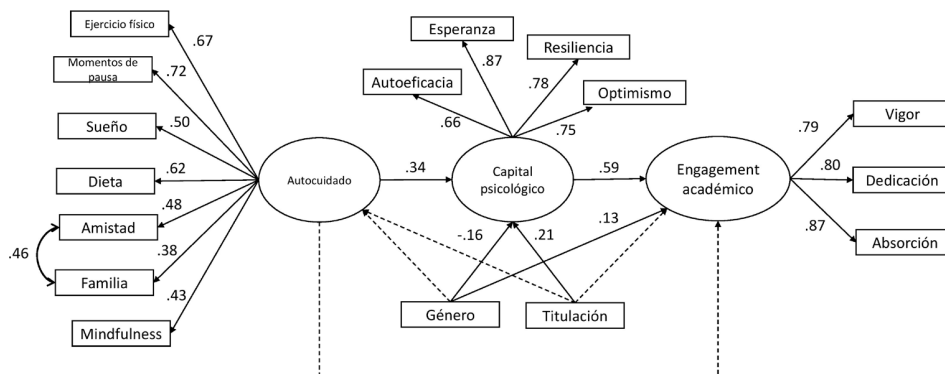 Ejercicio físico
.67
Momentos de
pausa
.72
Sueño
.50
Dieta
.62
Amistad
.48
.46
Familia
.38
Mindfulness
.43
Autocuidado
.34
Esperanza
.87
Resiliencia
.78
Autoeficacia
.66
Optimismo
.75
Capital
psicológico
.59
Engagement
académico
.79
Vigor
.80
Dedicación
.87
Absorción
-.16
.21
.13
Género
Titulación